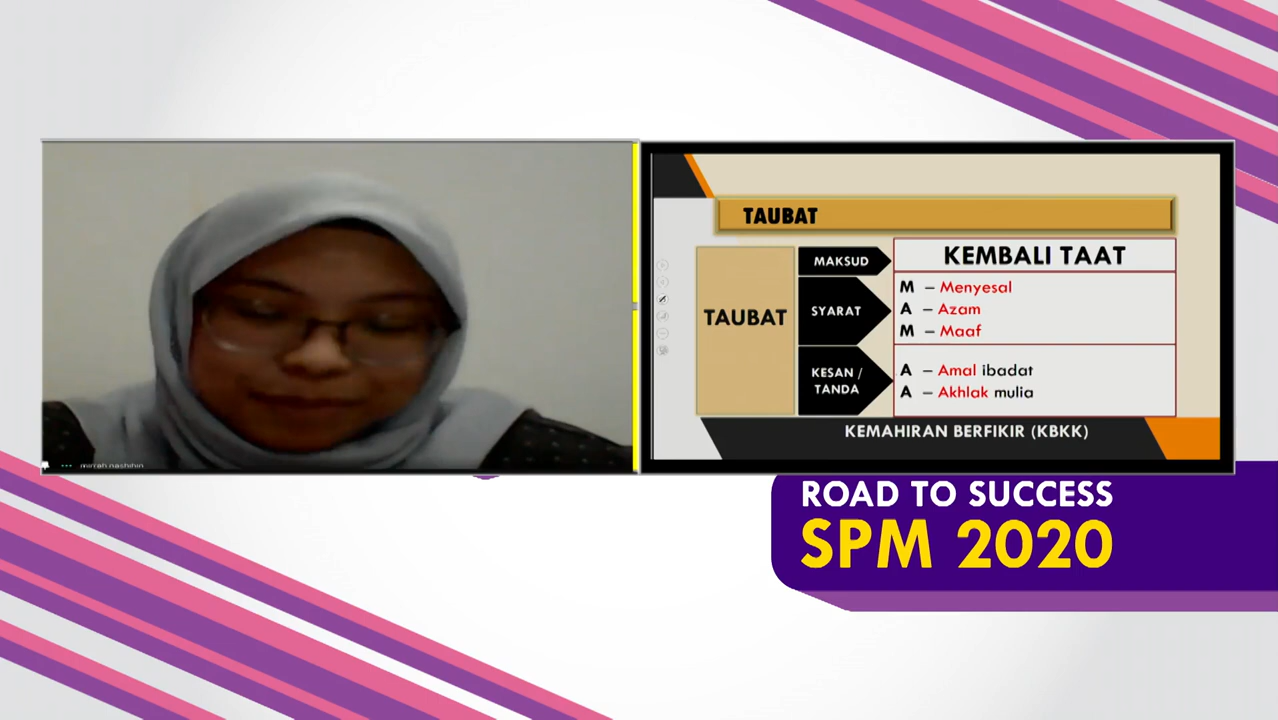 TAUBAT
TAUBAT
MAKSUD
KEMBALI TAAT
SYARAT
M – Menyesal
A – Azam
M – Maaf
KESAN /
TANDA
A – Amal ibadat
A – Akhlak mulia
KEMAHIRAN BERFIKIR (KBKK)
ROAD TO SUCCESS
SPM 2020